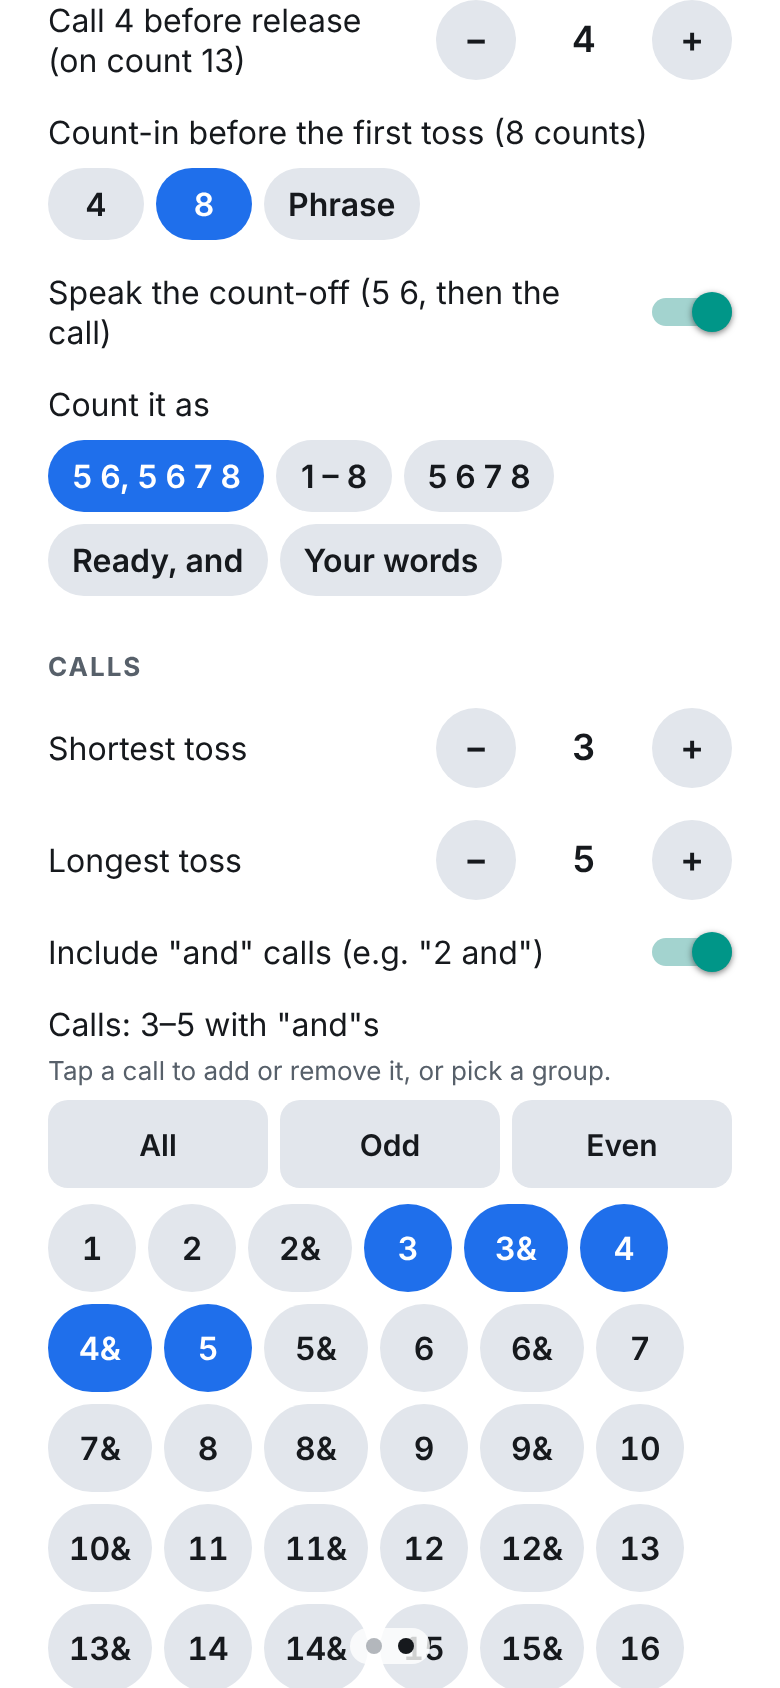 Call 4 before release
(on count 13)
− 4 +
Count-in before the first toss (8 counts)
4 8 Phrase
Speak the count-off (5 6, then the
call)
Count it as
5 6, 5 6 7 8 1 – 8 5 6 7 8
Ready, and Your words
CALLS
Shortest toss − 3 +
Longest toss − 5 +
Include "and" calls (e.g. "2 and")
Calls: 3–5 with "and"s
Tap a call to add or remove it, or pick a group.
All Odd Even
1 2 2& 3 3& 4
4& 5 5& 6 6& 7
7& 8 8& 9 9& 10
10& 11 11& 12 12& 13
13& 14 14& 15 15& 16